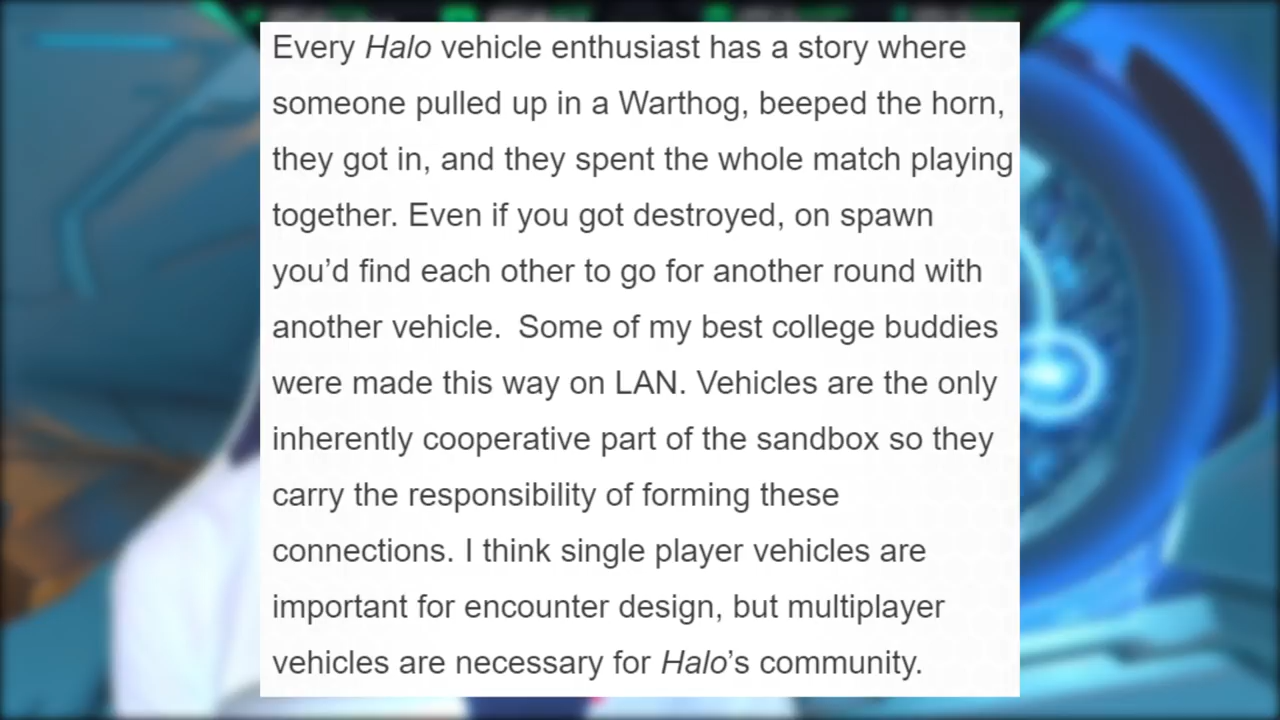 Every Halo vehicle enthusiast has a story where
someone pulled up in a Warthog, beeped the horn,
they got in, and they spent the whole match playing
together. Even if you got destroyed, on spawn
you’d find each other to go for another round with
another vehicle.  Some of my best college buddies
were made this way on LAN. Vehicles are the only
inherently cooperative part of the sandbox so they
carry the responsibility of forming these
connections. I think single player vehicles are
important for encounter design, but multiplayer
vehicles are necessary for Halo’s community.